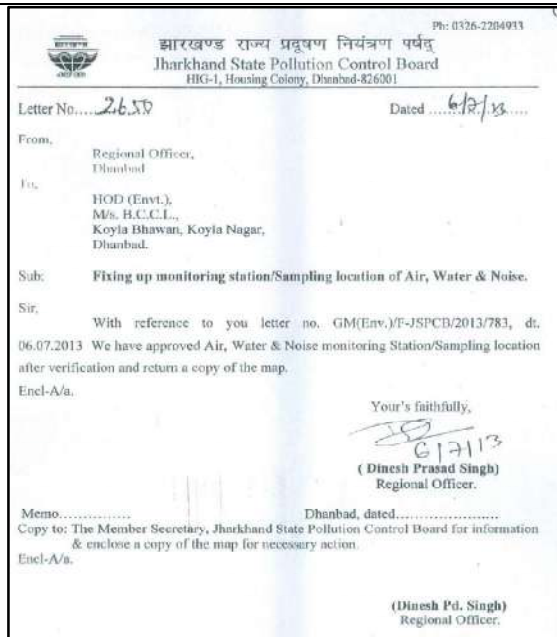 Ph: 0326-2204933
झारखण्ड राज्य प्रदूषण नियंत्रण पर्षद्
Jharkhand State Pollution Control Board
HIG-1, Housing Colony, Dhanbad-826001
Letter No.....2650 Dated ....6/7/13.....
From,
Regional Officer,
Dhanbad
To,
HOD (Envt.),
M/s. B.C.C.L.,
Koyla Bhawan, Koyla Nagar,
Dhanbad.
Sub: Fixing up monitoring station/Sampling location of Air, Water & Noise.
Sir,
With reference to you letter no. GM(Env.)/F-JSPCB/2013/783, dt.
06.07.2013 We have approved Air, Water & Noise monitoring Station/Sampling location
after verification and return a copy of the map.
Encl-A/a.
Your's faithfully,
6/7/13
( Dinesh Prasad Singh)
Regional Officer.
Memo............... Dhanbad, dated.....................
Copy to: The Member Secretary, Jharkhand State Pollution Control Board for information
& enclose a copy of the map for necessary action.
Encl-A/a.
(Dinesh Pd. Singh)
Regional Officer.